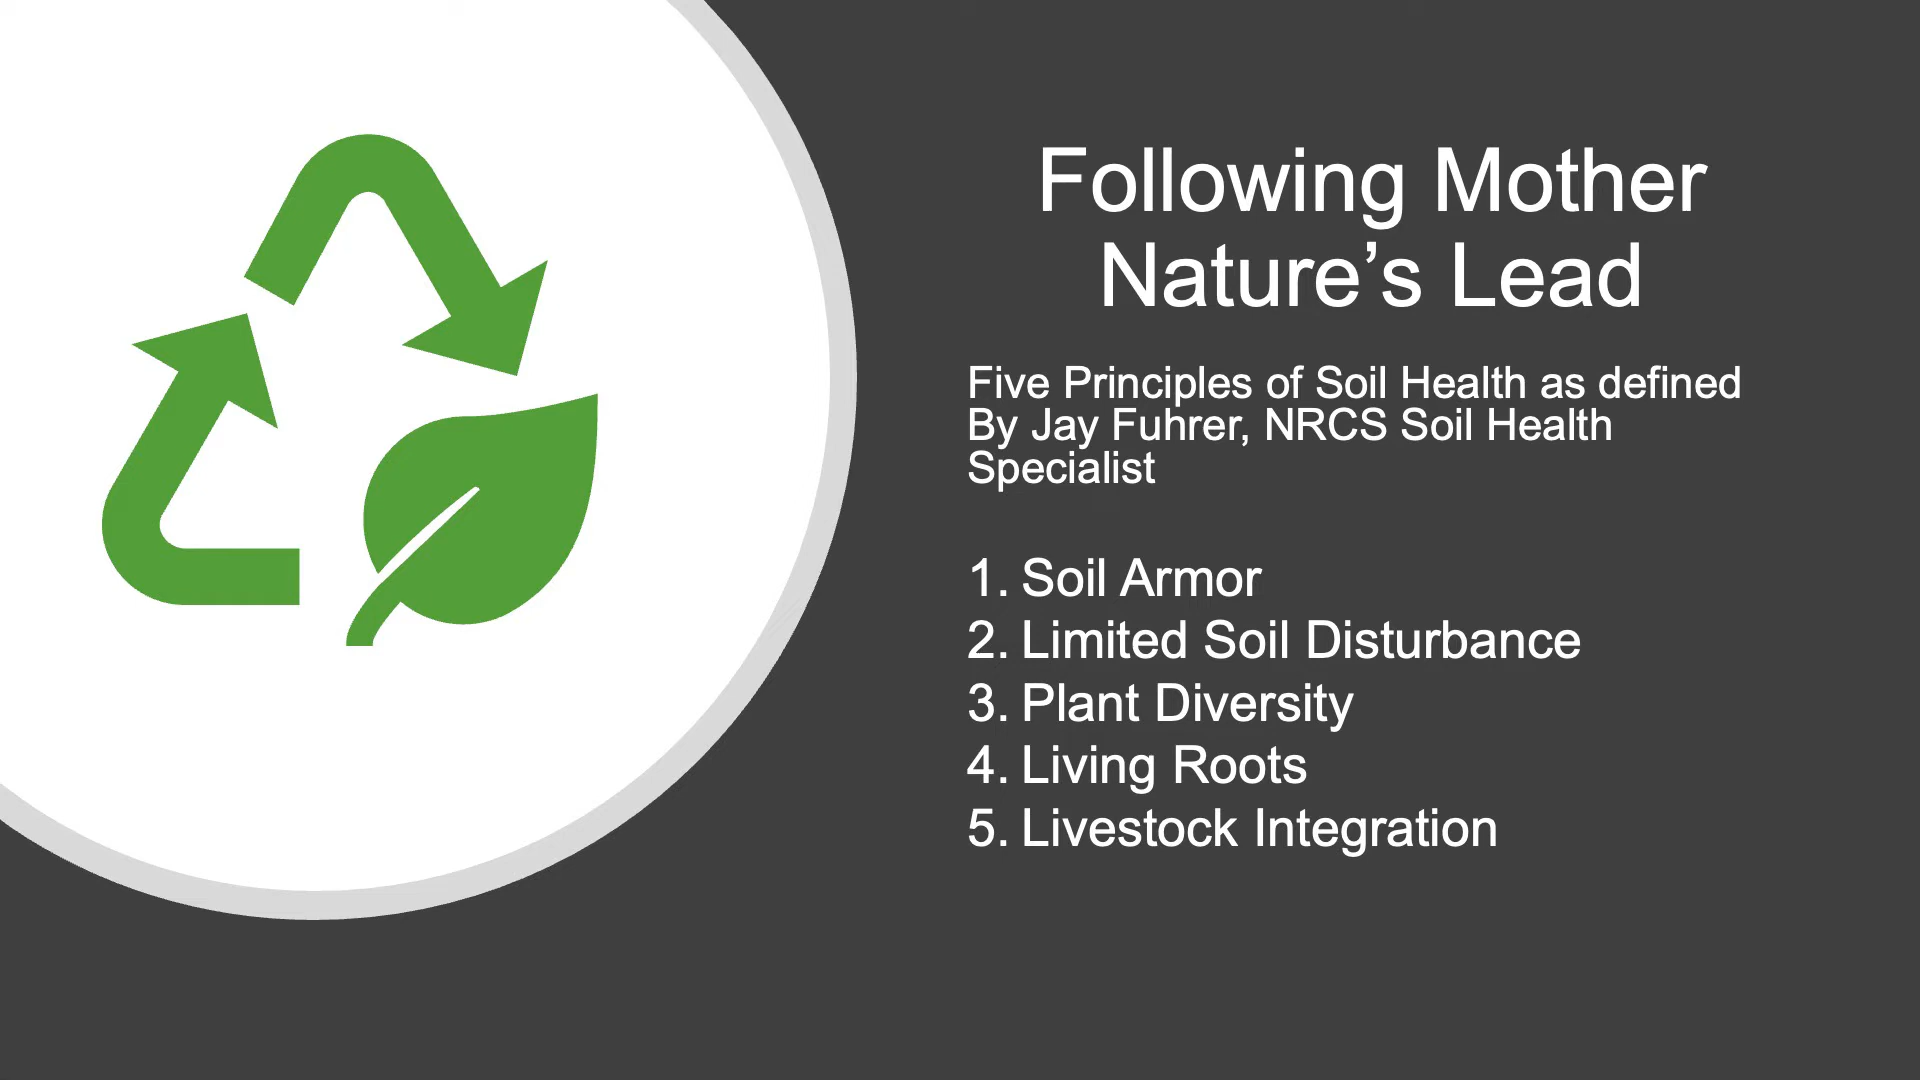 Following Mother
Nature’s Lead
Five Principles of Soil Health as defined
By Jay Fuhrer, NRCS Soil Health
Specialist
1. Soil Armor
2. Limited Soil Disturbance
3. Plant Diversity
4. Living Roots
5. Livestock Integration